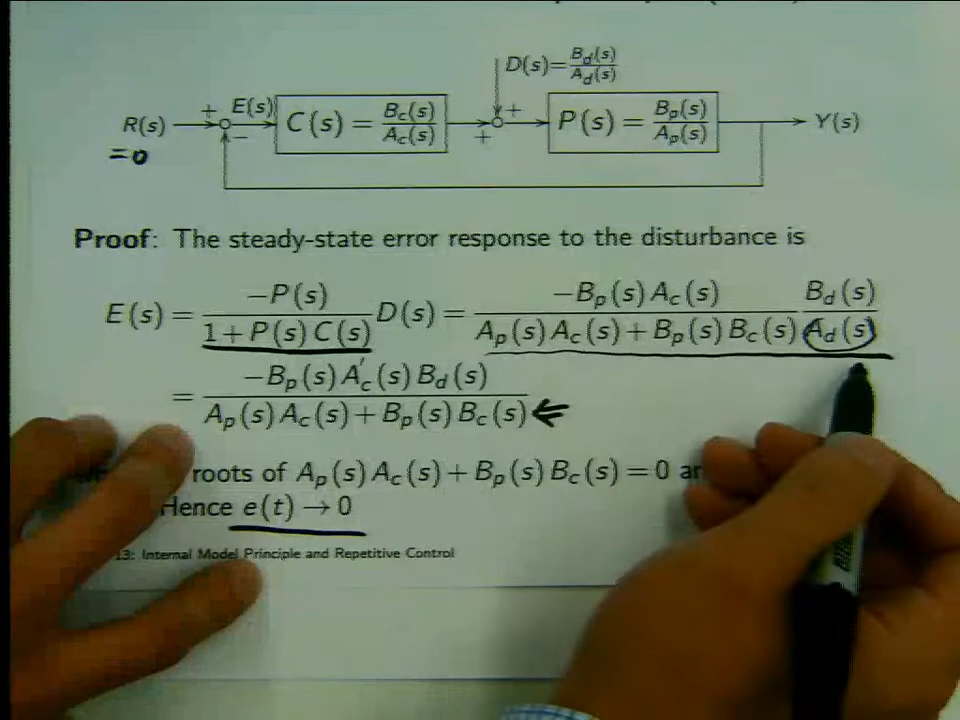 D(s)=B_d(s)/A_d(s)
R(s) + E(s) C(s) = B_c(s)/A_c(s) + P(s) = B_p(s)/A_p(s) Y(s)
− +
=0
Proof: The steady-state error response to the disturbance is
E(s) = −P(s)/1 + P(s)C(s) D(s) = −B_p(s)A_c(s)/A_p(s)A_c(s) + B_p(s)B_c(s) B_d(s)/A_d(s)
= −B_p(s)A'_c(s)B_d(s)/A_p(s)A_c(s) + B_p(s)B_c(s)
roots of A_p(s)A_c(s) + B_p(s)B_c(s) = 0
Hence e(t) → 0
13: Internal Model Principle and Repetitive Control